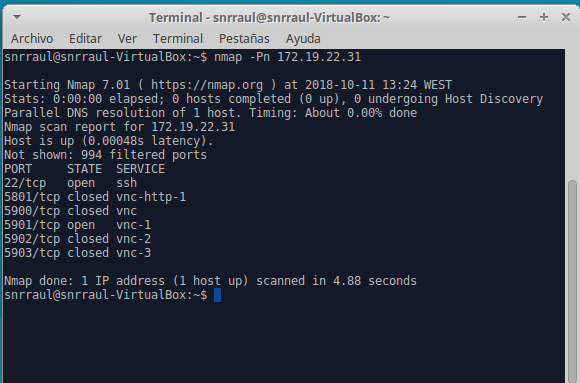 Terminal - snrraul@snrraul-VirtualBox: ~
Archivo Editar Ver Terminal Pestañas Ayuda
snrraul@snrraul-VirtualBox:~$ nmap -Pn 172.19.22.31
Starting Nmap 7.01 ( https://nmap.org ) at 2018-10-11 13:24 WEST
Stats: 0:00:00 elapsed; 0 hosts completed (0 up), 0 undergoing Host Discovery
Parallel DNS resolution of 1 host. Timing: About 0.00% done
Nmap scan report for 172.19.22.31
Host is up (0.00048s latency).
Not shown: 994 filtered ports
PORT     STATE  SERVICE
22/tcp   open   ssh
5801/tcp closed vnc-http-1
5900/tcp closed vnc
5901/tcp open   vnc-1
5902/tcp closed vnc-2
5903/tcp closed vnc-3
Nmap done: 1 IP address (1 host up) scanned in 4.88 seconds
snrraul@snrraul-VirtualBox:~$